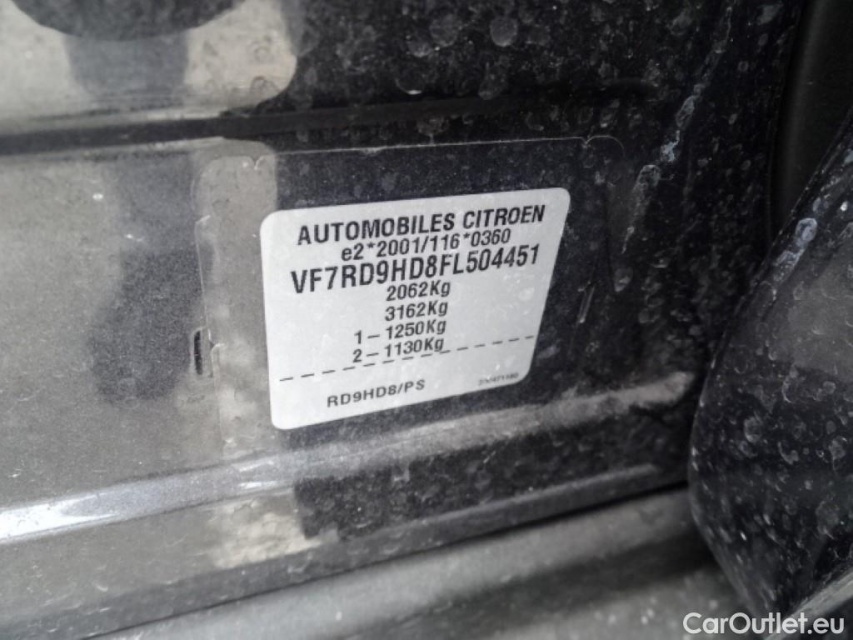 AUTOMOBILES CITROEN
e2*2001/116*0360
VF7RD9HD8FL504451
2062Kg
3162Kg
1-1250Kg
2-1130Kg
RD9HD8/PS
CarOutlet.eu